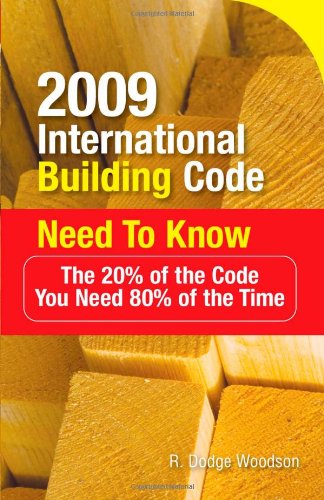 2009
International
Building Code
Need To Know
The 20% of the Code
You Need 80% of the Time
R. Dodge Woodson